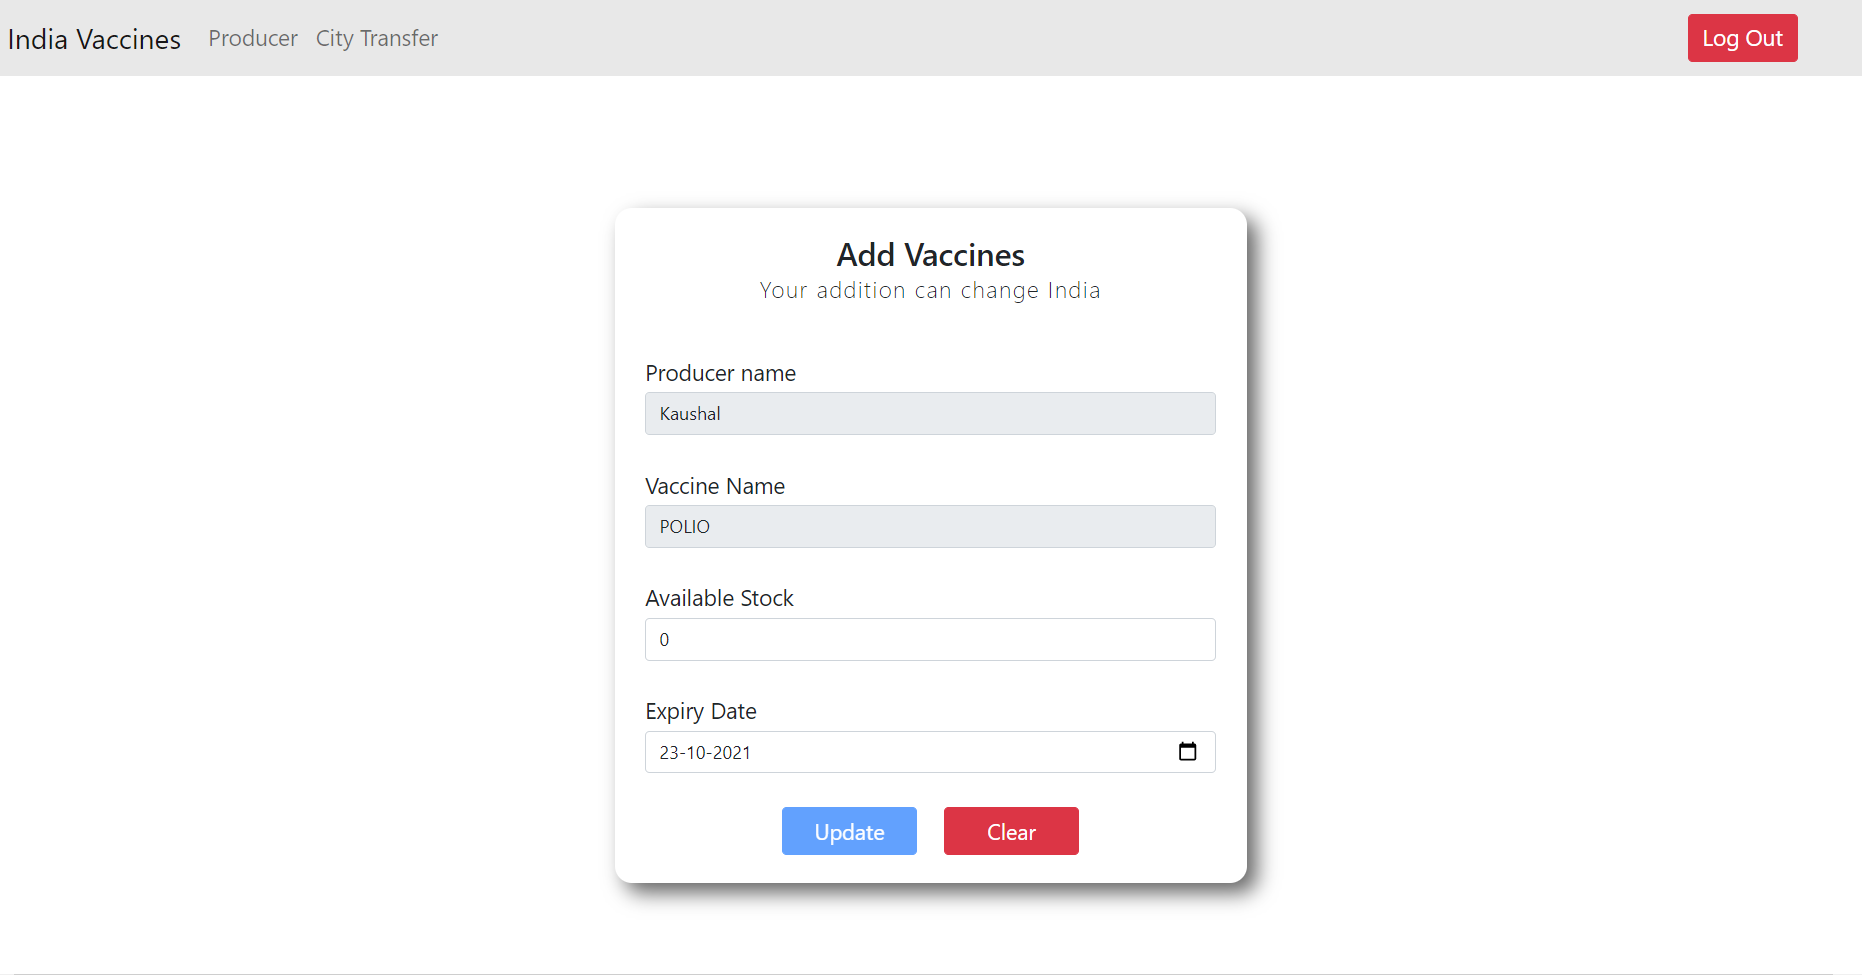 India Vaccines Producer City Transfer Log Out
Add Vaccines
Your addition can change India
Producer name
Kaushal
Vaccine Name
POLIO
Available Stock
0
Expiry Date
23-10-2021
Update Clear